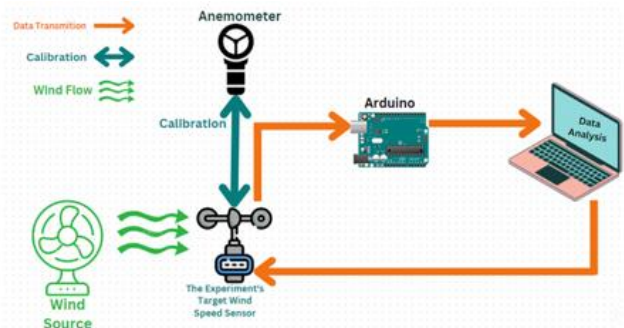 Anemometer
Data Transmition
Calibration
Wind Flow
Calibration
Arduino
Data
Analysis
The Experiment's
Target Wind
Speed Sensor
Wind
Source